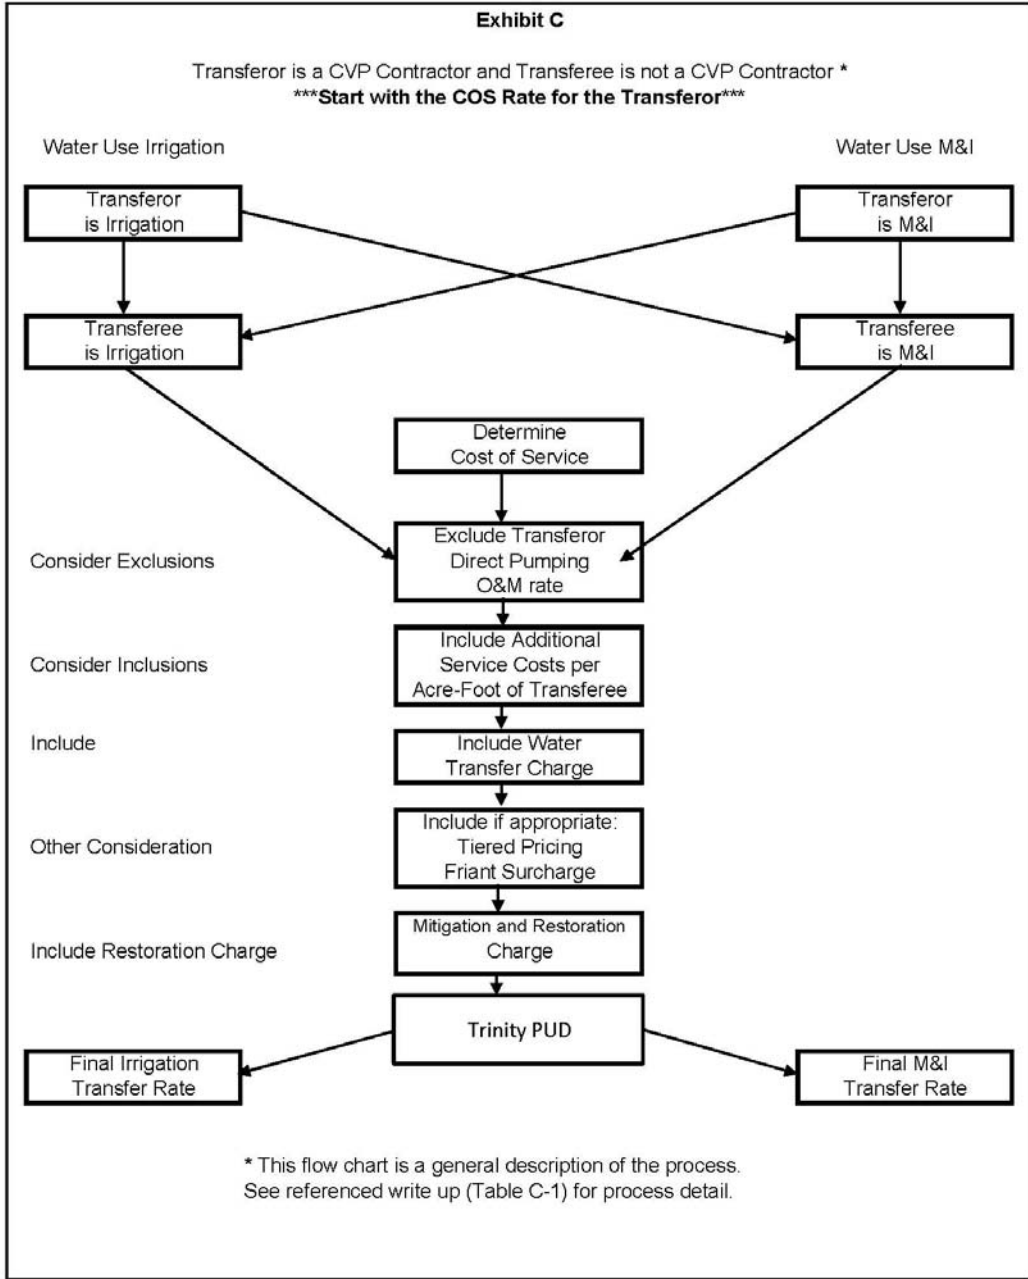 Exhibit C
Transferor is a CVP Contractor and Transferee is not a CVP Contractor *
***Start with the COS Rate for the Transferor***
Water Use Irrigation
Water Use M&I
Transferor
is Irrigation
Transferor
is M&I
Transferee
is Irrigation
Transferee
is M&I
Determine
Cost of Service
Consider Exclusions
Exclude Transferor
Direct Pumping
O&M rate
Consider Inclusions
Include Additional
Service Costs per
Acre-Foot of Transferee
Include
Include Water
Transfer Charge
Other Consideration
Include if appropriate:
Tiered Pricing
Friant Surcharge
Include Restoration Charge
Mitigation and Restoration
Charge
Trinity PUD
Final Irrigation
Transfer Rate
Final M&I
Transfer Rate
* This flow chart is a general description of the process.
See referenced write up (Table C-1) for process detail.